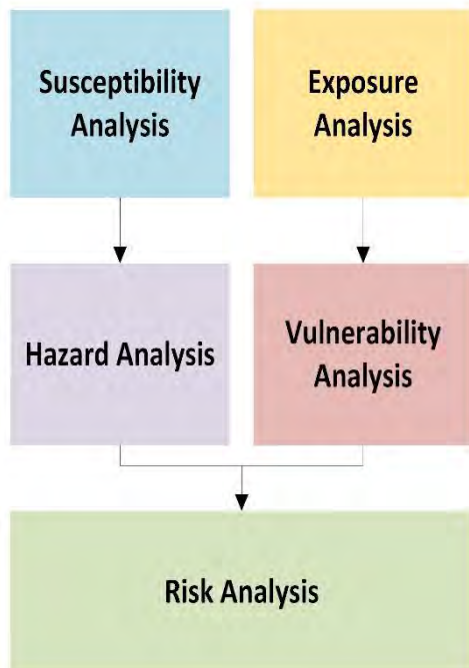 Susceptibility
Analysis
Exposure
Analysis
Hazard Analysis
Vulnerability
Analysis
Risk Analysis